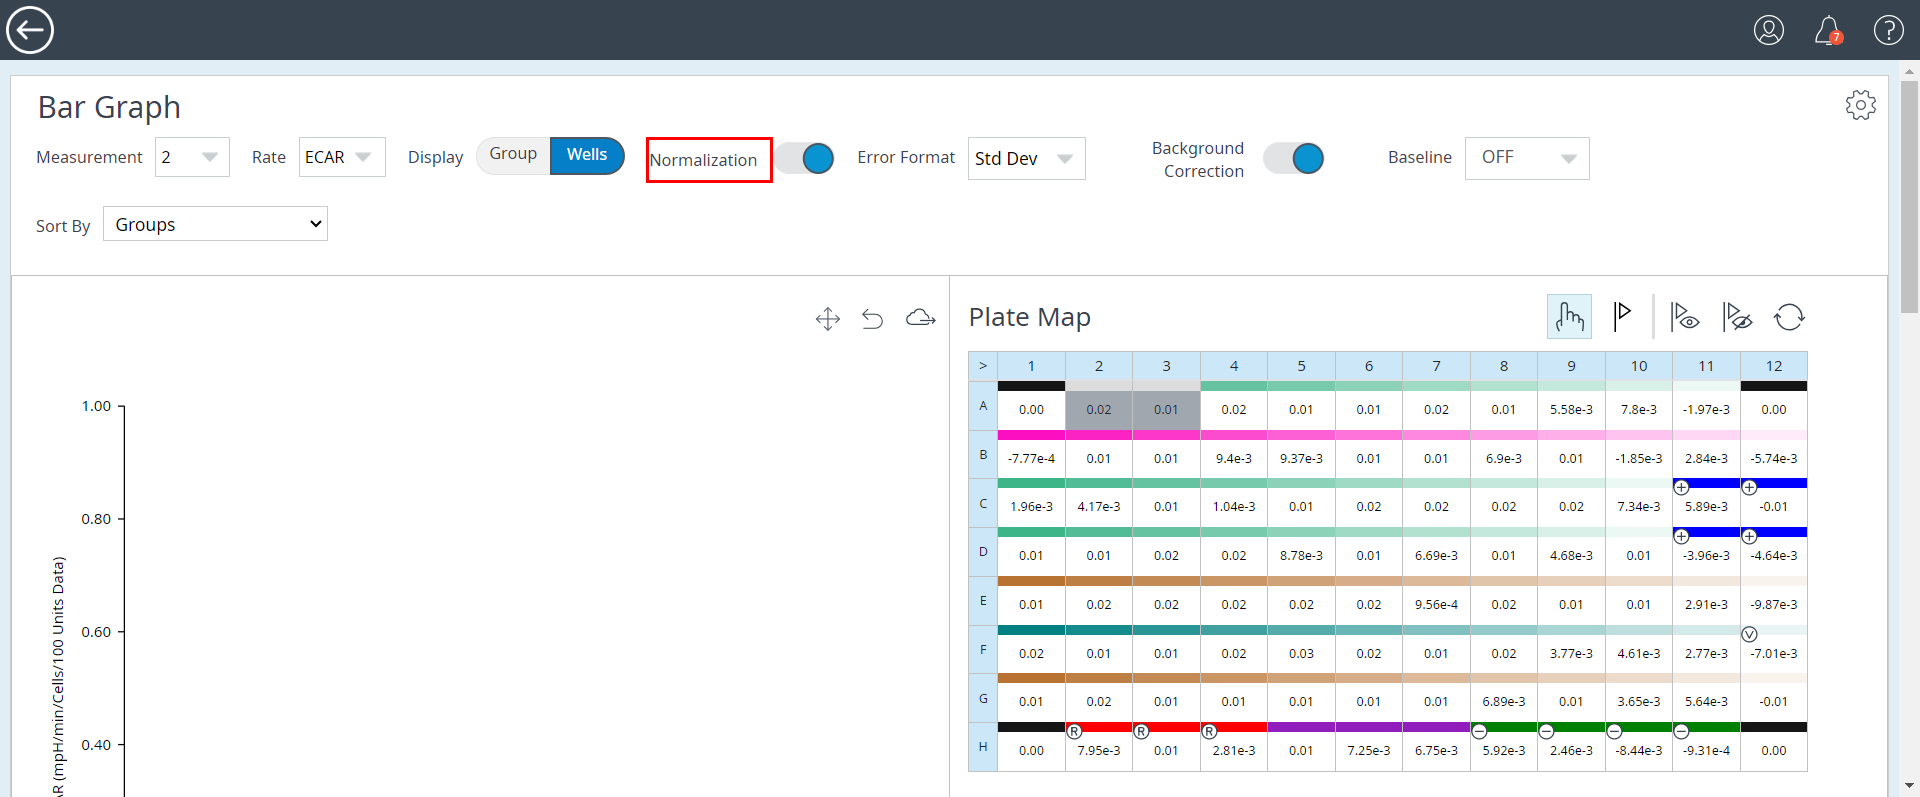 7
Bar Graph
Measurement 2 Rate ECAR Display Group Wells Normalization Error Format Std Dev Background Correction Baseline OFF
Sort By Groups
Plate Map
> 1 2 3 4 5 6 7 8 9 10 11 12
A 0.00 0.02 0.01 0.02 0.01 0.01 0.02 0.01 5.58e-3 7.8e-3 -1.97e-3 0.00
B -7.77e-4 0.01 0.01 9.4e-3 9.37e-3 0.01 0.01 6.9e-3 0.01 -1.85e-3 2.84e-3 -5.74e-3
C 1.96e-3 4.17e-3 0.01 1.04e-3 0.01 0.02 0.02 0.02 0.02 7.34e-3 5.89e-3 -0.01
D 0.01 0.01 0.02 0.02 8.78e-3 0.01 6.69e-3 0.01 4.68e-3 0.01 -3.96e-3 -4.64e-3
E 0.01 0.02 0.02 0.02 0.02 0.02 9.56e-4 0.02 0.01 0.01 2.91e-3 -9.87e-3
V
F 0.02 0.01 0.01 0.02 0.03 0.02 0.01 0.02 3.77e-3 4.61e-3 2.77e-3 -7.01e-3
G 0.01 0.02 0.01 0.01 0.01 0.01 0.01 6.89e-3 0.01 3.65e-3 5.64e-3 -0.01
R R R
H 0.00 7.95e-3 0.01 2.81e-3 0.01 7.25e-3 6.75e-3 5.92e-3 2.46e-3 -8.44e-3 -9.31e-4 0.00
1.00
0.80
0.60
0.40
(mpH/min/Cells/100 Units Data)